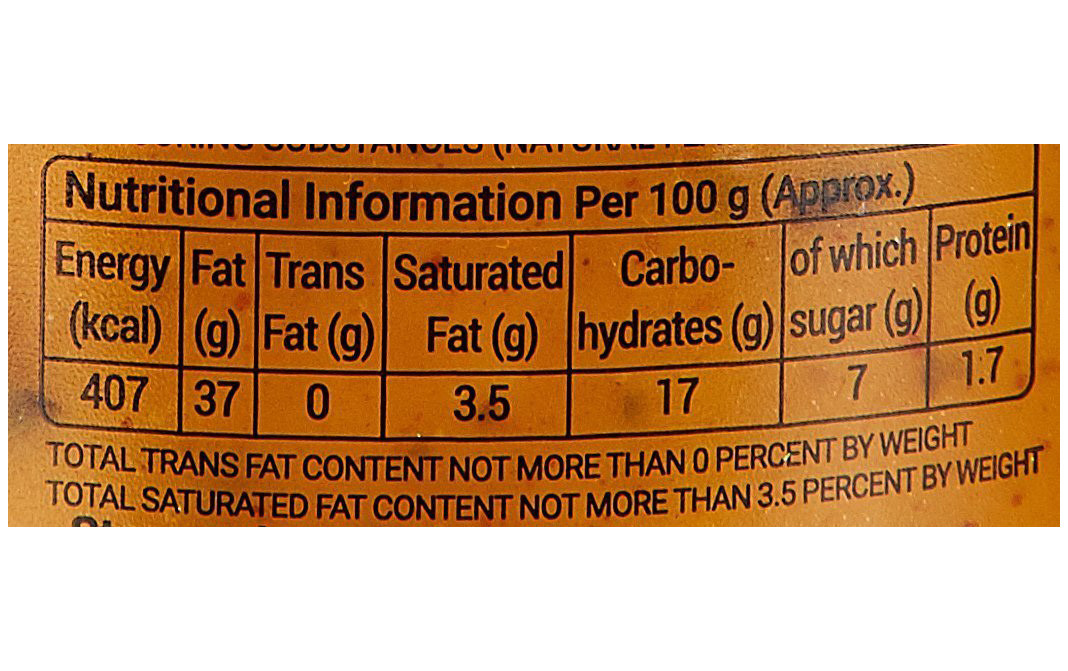 Nutritional Information Per 100 g (Approx.)
Energy (kcal) Fat (g) Trans Fat (g) Saturated Fat (g) Carbo-hydrates (g) of which sugar (g) Protein (g)
407 37 0 3.5 17 7 1.7
TOTAL TRANS FAT CONTENT NOT MORE THAN 0 PERCENT BY WEIGHT
TOTAL SATURATED FAT CONTENT NOT MORE THAN 3.5 PERCENT BY WEIGHT